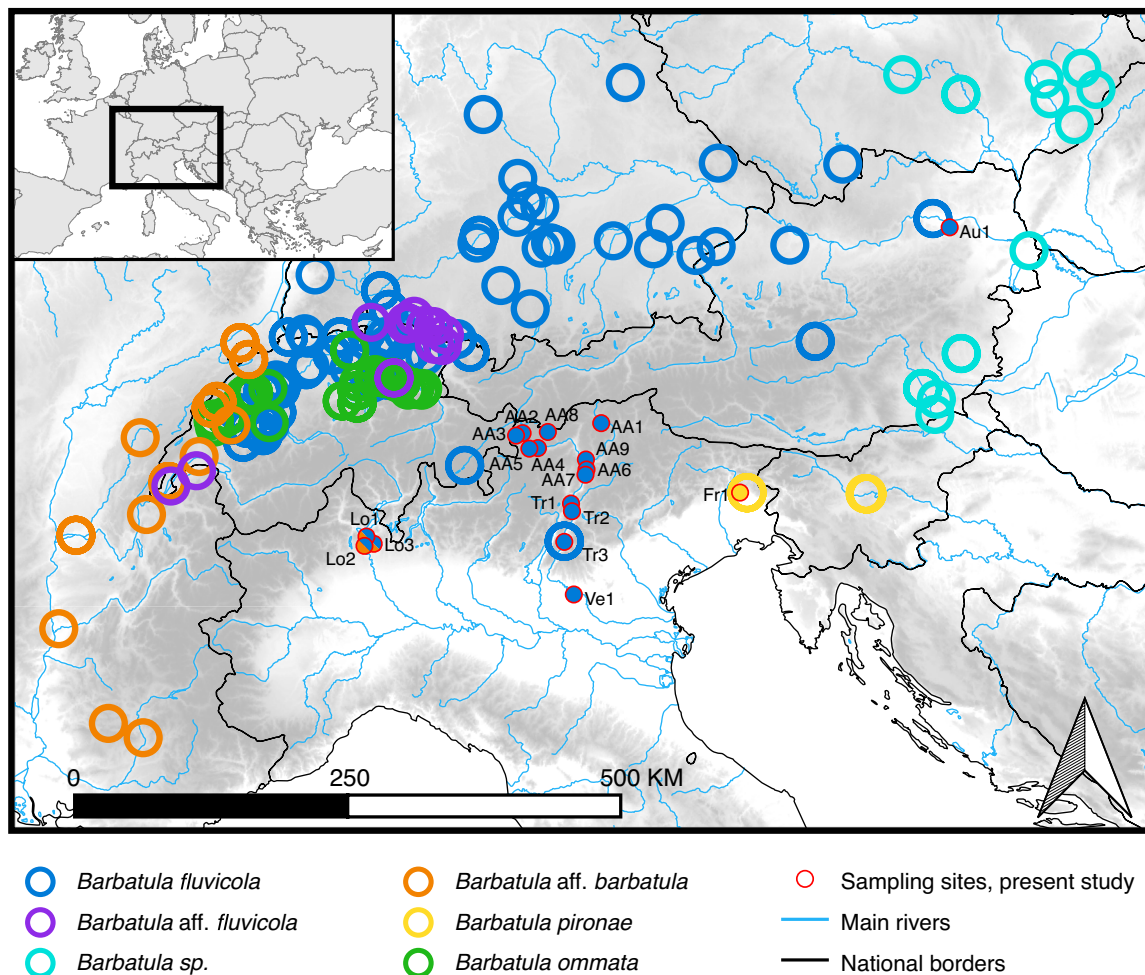 Au1
AA2
AA8
AA1
AA3
AA9
AA5
AA4
AA6
AA7
Fr1
Tr1
Tr2
Lo1
Lo3
Lo2
Tr3
Ve1
0 250 500 KM
Barbatula fluvicola
Barbatula aff. barbatula
Sampling sites, present study
Barbatula aff. fluvicola
Barbatula pironae
Main rivers
Barbatula sp.
Barbatula ommata
National borders